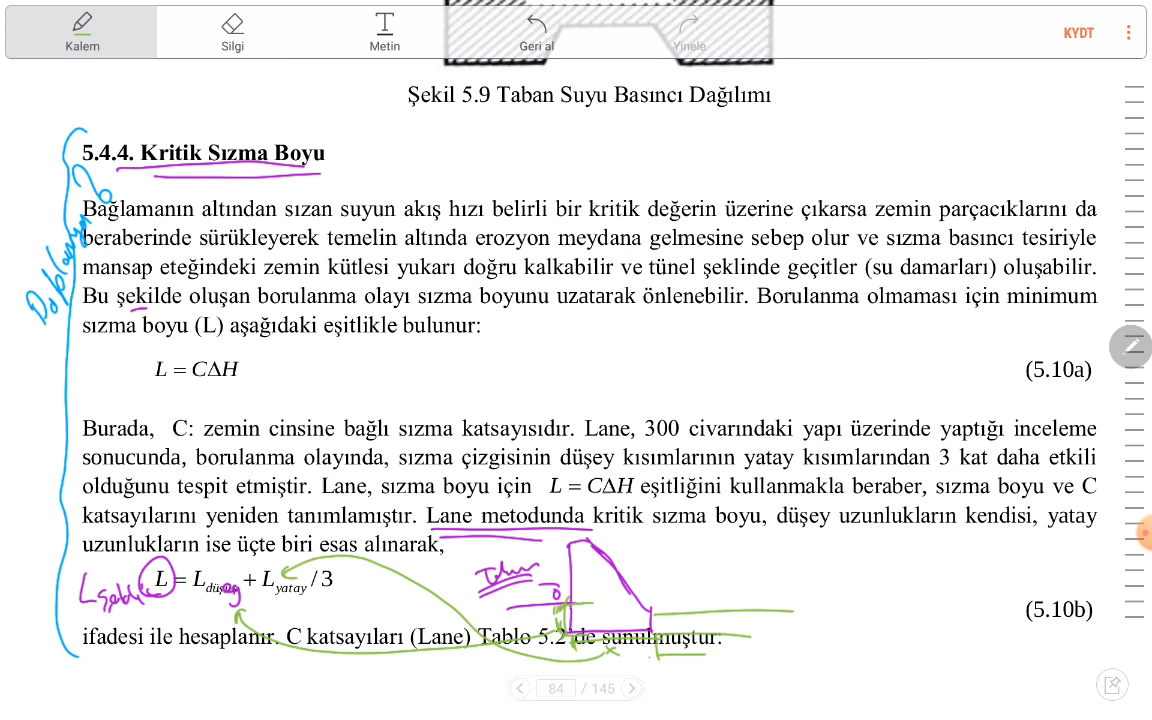 Kalem
Silgi
Metin
Geri al
Yinele
KYDT
Şekil 5.9 Taban Suyu Basıncı Dağılımı
5.4.4. Kritik Sızma Boyu
Bağlamanın altından sızan suyun akış hızı belirli bir kritik değerin üzerine çıkarsa zemin parçacıklarını da
beraberinde sürükleyerek temelin altında erozyon meydana gelmesine sebep olur ve sızma basıncı tesiriyle
mansap eteğindeki zemin kütlesi yukarı doğru kalkabilir ve tünel şeklinde geçitler (su damarları) oluşabilir.
Bu şekilde oluşan borulanma olayı sızma boyunu uzatarak önlenebilir. Borulanma olmaması için minimum
sızma boyu (L) aşağıdaki eşitlikle bulunur:
L = CΔH (5.10a)
Burada, C: zemin cinsine bağlı sızma katsayısıdır. Lane, 300 civarındaki yapı üzerinde yaptığı inceleme
sonucunda, borulanma olayında, sızma çizgisinin düşey kısımlarının yatay kısımlarından 3 kat daha etkili
olduğunu tespit etmiştir. Lane, sızma boyu için L = CΔH eşitliğini kullanmakla beraber, sızma boyu ve C
katsayılarını yeniden tanımlamıştır. Lane metodunda kritik sızma boyu, düşey uzunlukların kendisi, yatay
uzunlukların ise üçte biri esas alınarak,
L = L düşey + L yatay /3
(5.10b)
ifadesi ile hesaplanır. C katsayıları (Lane) Tablo 5.2'de sunulmuştur:
84 / 145